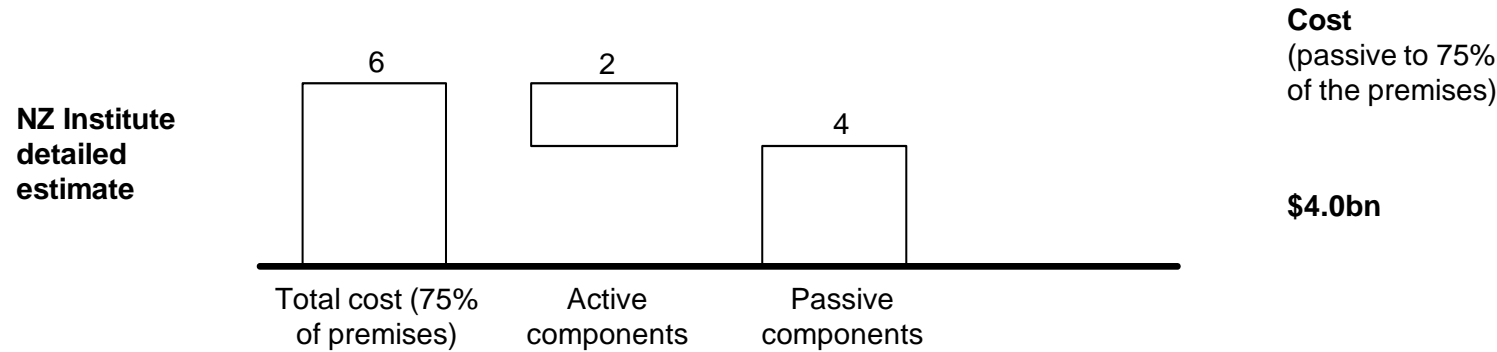 NZ Institute
detailed
estimate
6
2
4
Total cost (75%
of premises)
Active
components
Passive
components
Cost
(passive to 75%
of the premises)
$4.0bn